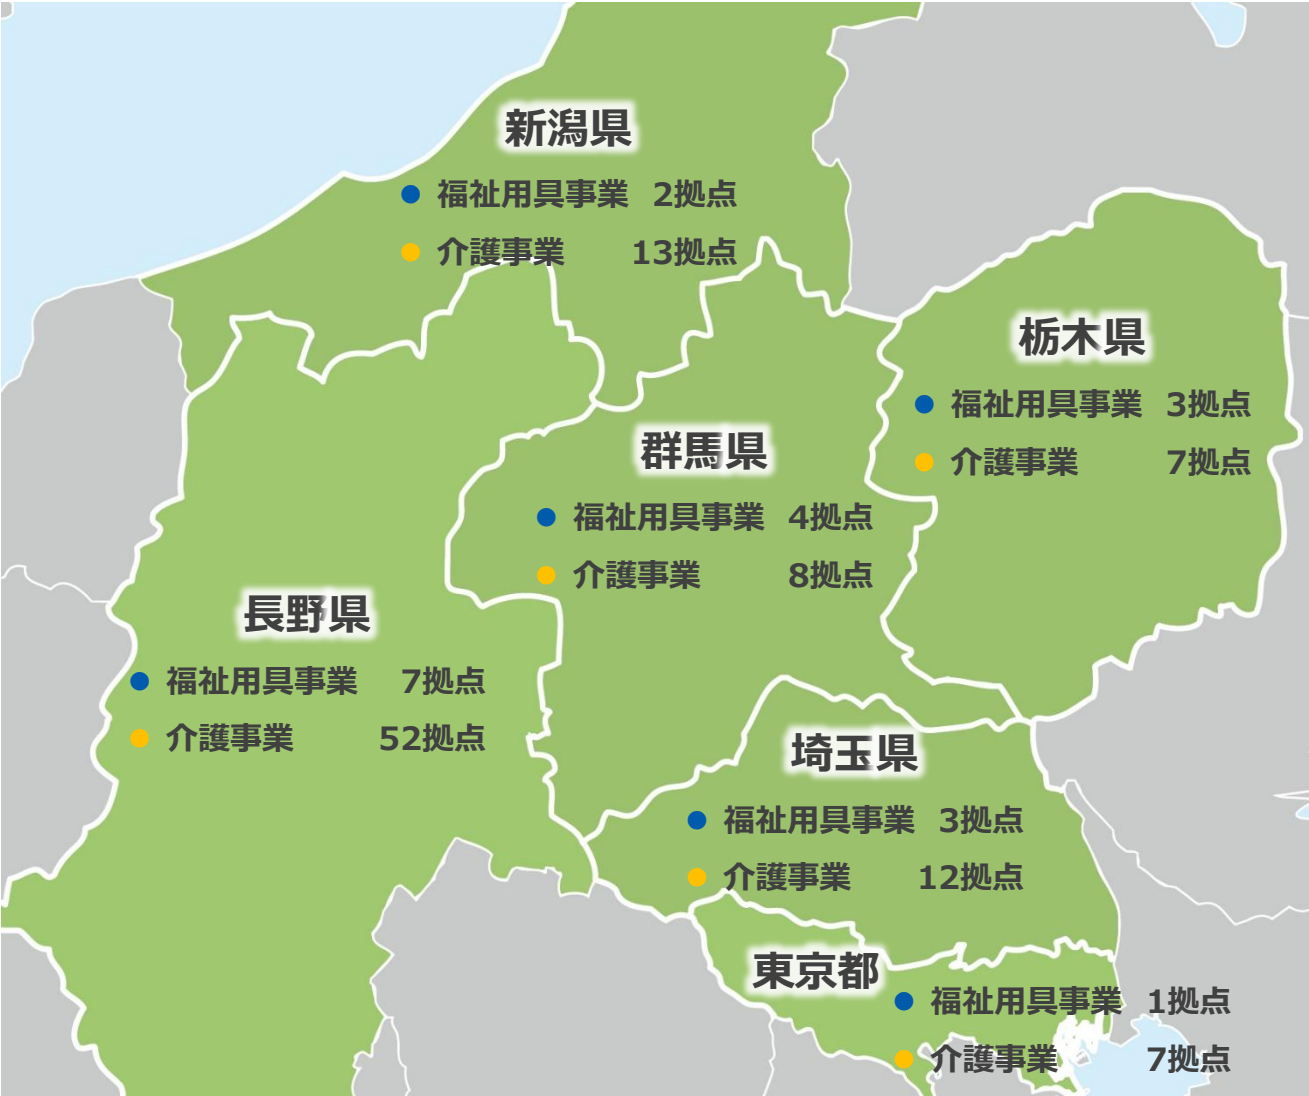 新潟県
● 福祉用具事業 2拠点
● 介護事業 13拠点
栃木県
● 福祉用具事業 3拠点
● 介護事業 7拠点
群馬県
● 福祉用具事業 4拠点
● 介護事業 8拠点
長野県
● 福祉用具事業 7拠点
● 介護事業 52拠点
埼玉県
● 福祉用具事業 3拠点
● 介護事業 12拠点
東京都
● 福祉用具事業 1拠点
● 介護事業 7拠点